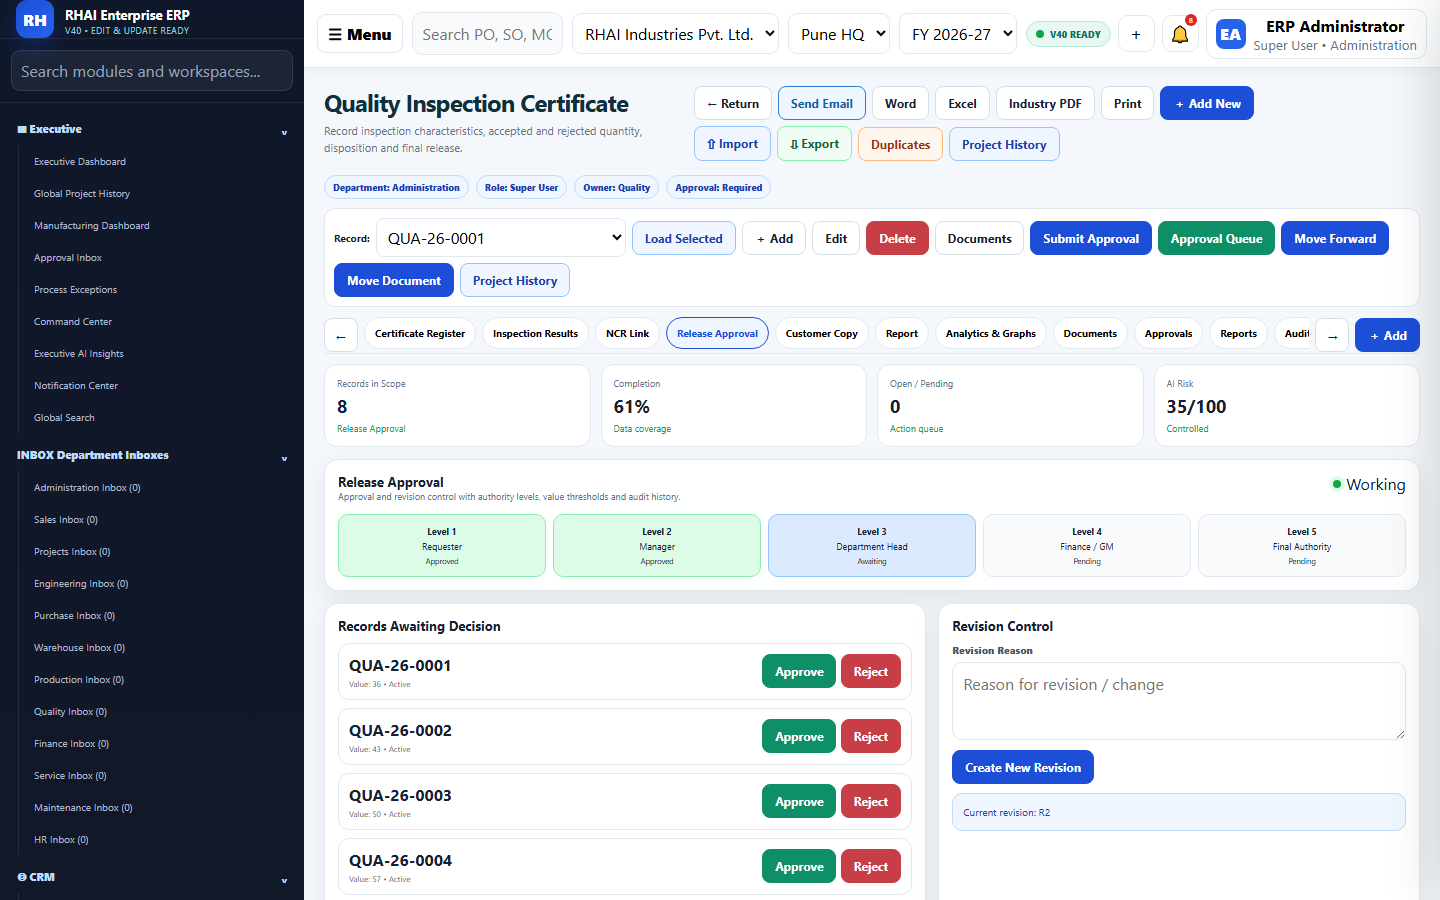 RH
RHAI Enterprise ERP
V40 • EDIT & UPDATE READY
Search modules and workspaces...
Executive
Executive Dashboard
Global Project History
Manufacturing Dashboard
Approval Inbox
Process Exceptions
Command Center
Executive AI Insights
Notification Center
Global Search
INBOX Department Inboxes
Administration Inbox (0)
Sales Inbox (0)
Projects Inbox (0)
Engineering Inbox (0)
Purchase Inbox (0)
Warehouse Inbox (0)
Production Inbox (0)
Quality Inbox (0)
Finance Inbox (0)
Service Inbox (0)
Maintenance Inbox (0)
HR Inbox (0)
CRM
☰ Menu
Search PO, SO, MO
RHAI Industries Pvt. Ltd.
Pune HQ
FY 2026-27
V40 READY
+
8
EA
ERP Administrator
Super User • Administration
Quality Inspection Certificate
Record inspection characteristics, accepted and rejected quantity,
disposition and final release.
← Return
Send Email
Word
Excel
Industry PDF
Print
+ Add New
⇧ Import
⇩ Export
Duplicates
Project History
Department: Administration
Role: Super User
Owner: Quality
Approval: Required
Record:
QUA-26-0001
Load Selected
+ Add
Edit
Delete
Documents
Submit Approval
Approval Queue
Move Forward
Move Document
Project History
←
Certificate Register
Inspection Results
NCR Link
Release Approval
Customer Copy
Report
Analytics & Graphs
Documents
Approvals
Reports
Audit
→
+ Add
Records in Scope
8
Release Approval
Completion
61%
Data coverage
Open / Pending
0
Action queue
AI Risk
35/100
Controlled
Release Approval
Approval and revision control with authority levels, value thresholds and audit history.
Working
Level 1
Requester
Approved
Level 2
Manager
Approved
Level 3
Department Head
Awaiting
Level 4
Finance / GM
Pending
Level 5
Final Authority
Pending
Records Awaiting Decision
QUA-26-0001
Value: 36 • Active
Approve
Reject
QUA-26-0002
Value: 43 • Active
Approve
Reject
QUA-26-0003
Value: 50 • Active
Approve
Reject
QUA-26-0004
Value: 57 • Active
Approve
Reject
Revision Control
Revision Reason
Reason for revision / change
Create New Revision
Current revision: R2